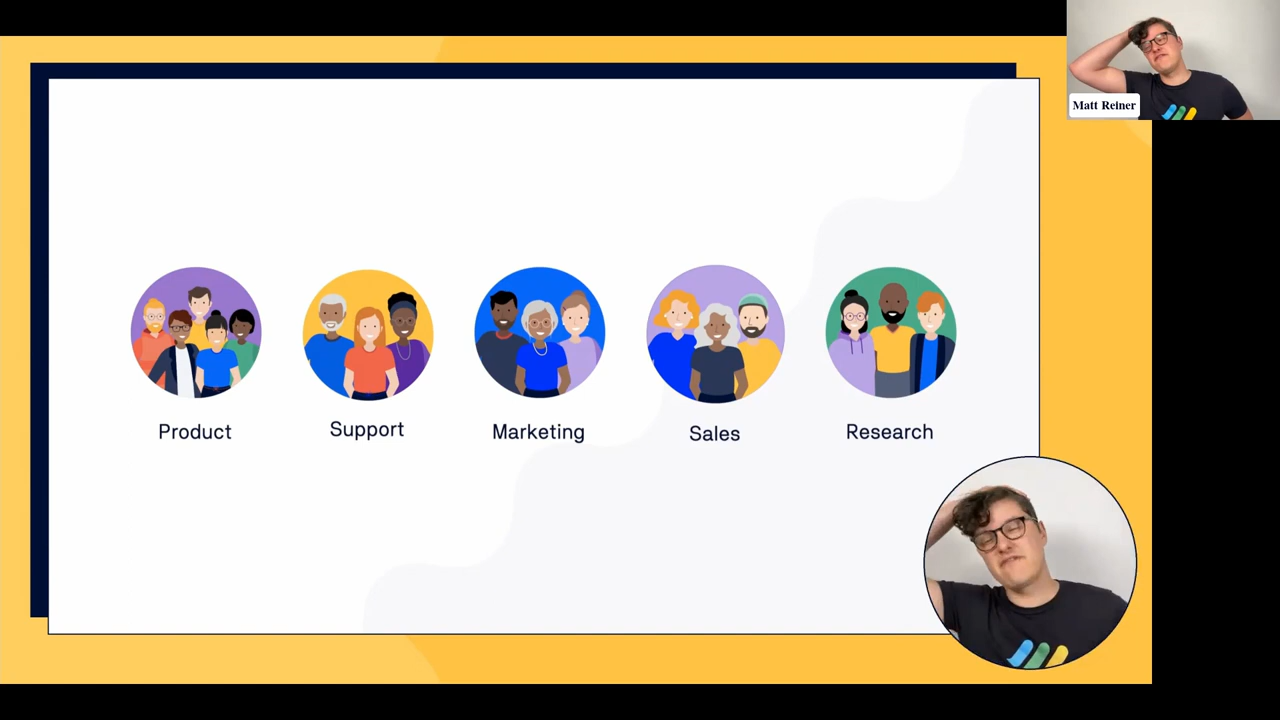 Matt Reiner
Product
Support
Marketing
Sales
Research